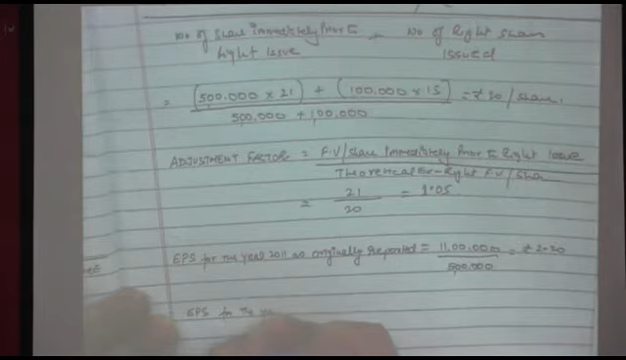 No of share immediately Prior to + No of Right share
Right Issue issued
= (500.000 x 21) + (100.000 x 15) = ₹ 20 / share.
500.000 + 100.000
ADJUSTMENT FACTOR = F.V/share Immediately Prior to Right Issue
Theoretical Ex-Right F.V/sha
= 21 = 1.05
20
EPS for the year 2011 as originally Reported = 11,00.000 = ₹ 2.20
500.000
EPS for the